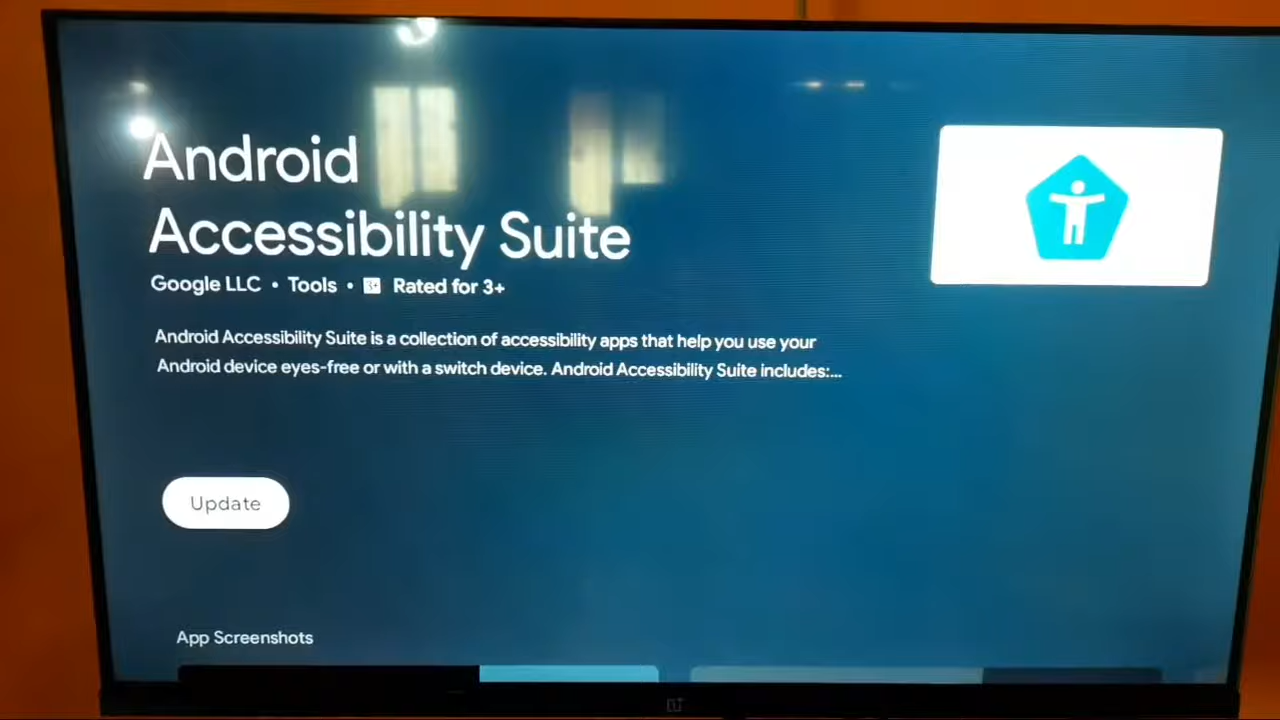 Android
Accessibility Suite
Google LLC • Tools • 3+ Rated for 3+
Android Accessibility Suite is a collection of accessibility apps that help you use your
Android device eyes-free or with a switch device. Android Accessibility Suite includes:...
Update
App Screenshots